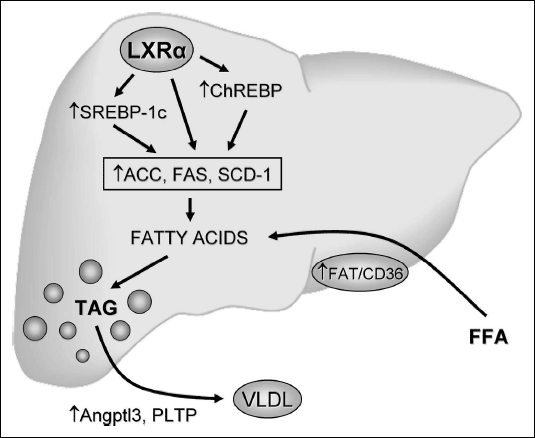 LXRα
↑ChREBP
↑SREBP-1c
↑ACC, FAS, SCD-1
FATTY ACIDS
↑FAT/CD36
TAG
FFA
VLDL
↑Angptl3, PLTP